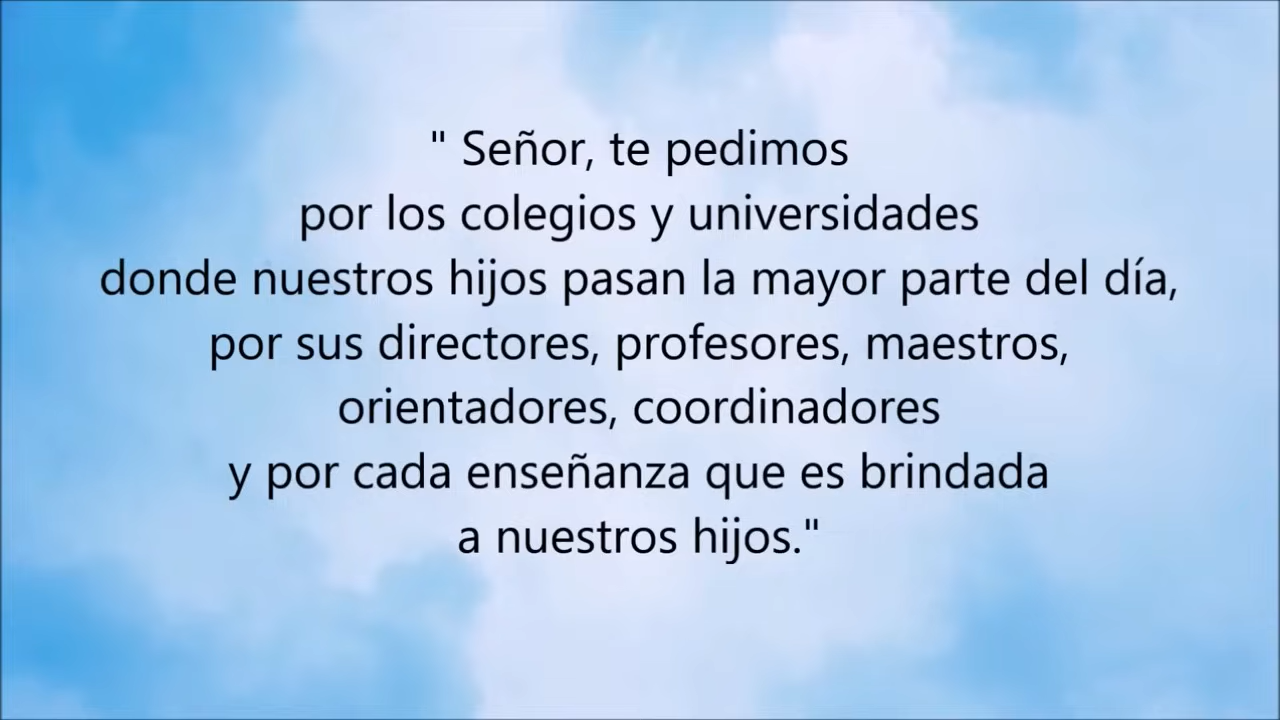 " Señor, te pedimos
por los colegios y universidades
donde nuestros hijos pasan la mayor parte del día,
por sus directores, profesores, maestros,
orientadores, coordinadores
y por cada enseñanza que es brindada
a nuestros hijos."